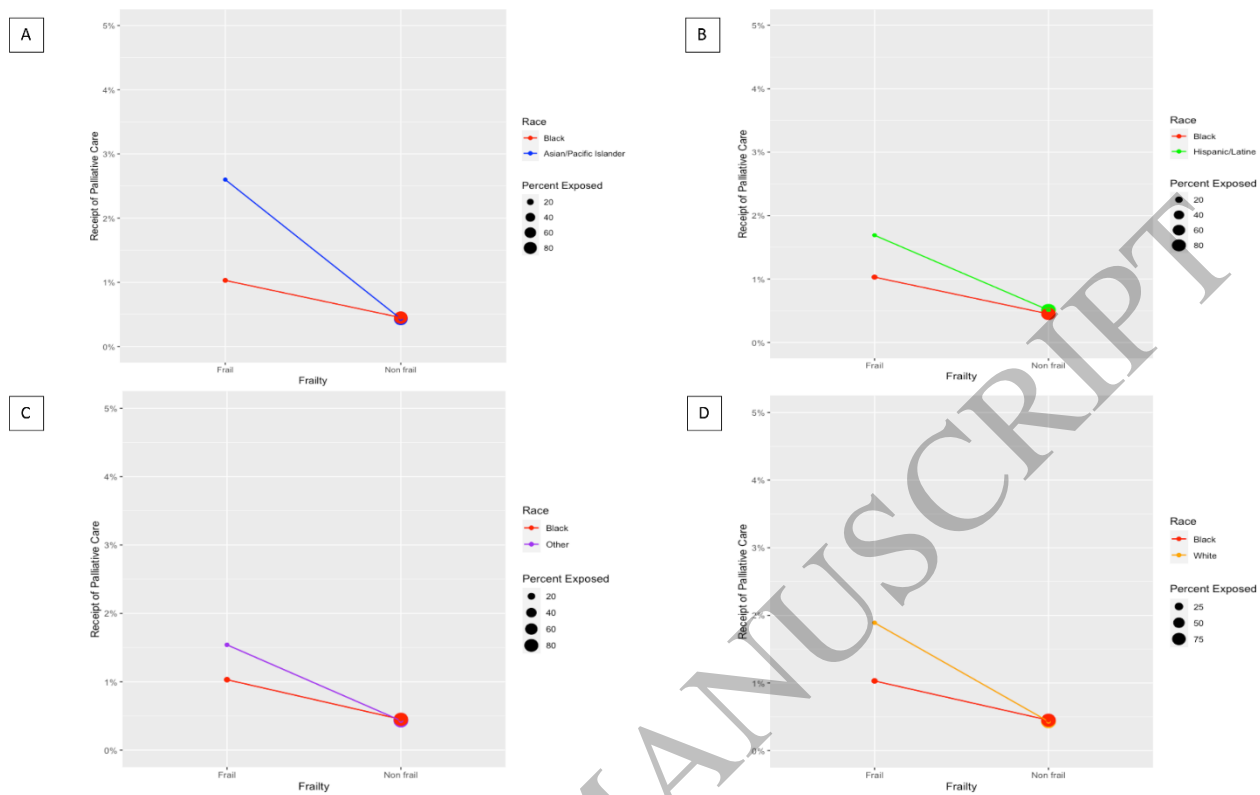 A
5%
4%
3%
2%
1%
0%
Receipt of Palliative Care
Frail
Non frail
Frailty
Race
Black
Asian/Pacific Islander
Percent Exposed
20
40
60
80
B
5%
4%
3%
2%
1%
0%
Receipt of Palliative Care
Frail
Non frail
Frailty
Race
Black
Hispanic/Latine
Percent Exposed
20
40
60
80
C
5%
4%
3%
2%
1%
0%
Receipt of Palliative Care
Frail
Non frail
Frailty
Race
Black
Other
Percent Exposed
20
40
60
80
D
5%
4%
3%
2%
1%
0%
Receipt of Palliative Care
Frail
Non frail
Frailty
Race
Black
White
Percent Exposed
25
50
75
MANUSCRIPT